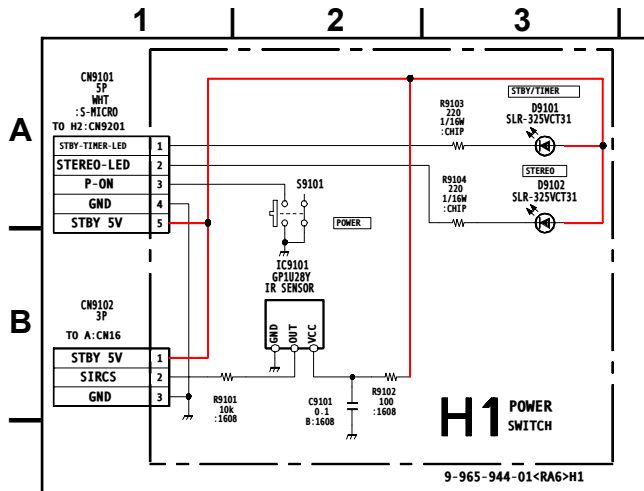 1 2 3
A
B
CN9101
5P
WHT
:S-MICRO
TO H2:CN9201
STBY-TIMER-LED 1
STEREO-LED 2
P-ON 3
GND 4
STBY 5V 5
S9101
POWER
R9103
220
1/16W
:CHIP
STBY/TIMER
D9101
SLR-325VCT31
R9104
220
1/16W
:CHIP
STEREO
D9102
SLR-325VCT31
IC9101
GP1U28Y
IR SENSOR
GND OUT VCC
CN9102
3P
TO A:CN16
STBY 5V 1
SIRCS 2
GND 3
R9101
10k
:1608
C9101
0.1
B:1608
R9102
100
:1608
H1 POWER
SWITCH
9-965-944-01<RA6>H1